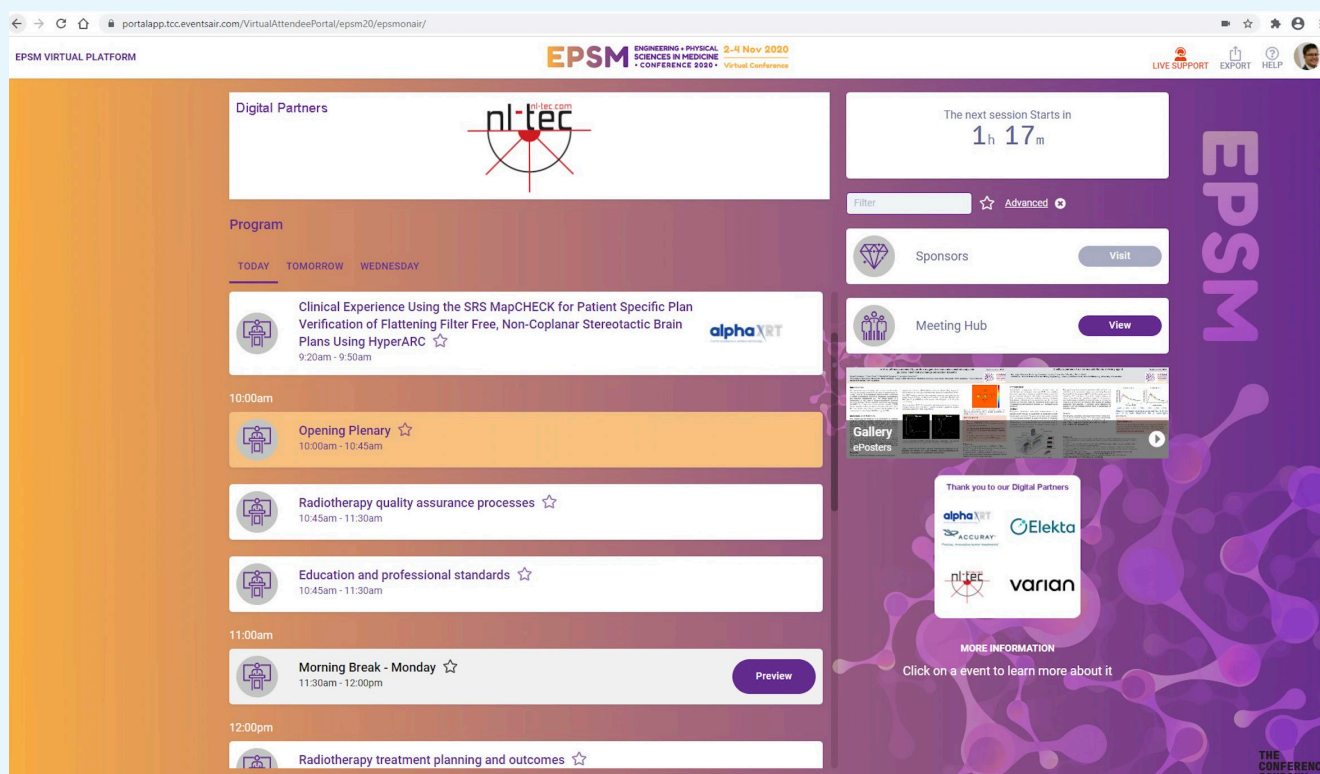 portalapp.tcc.eventsair.com/VirtualAttendeePortal/epsm20/epsmonair/
EPSM VIRTUAL PLATFORM
EPSM
ENGINEERING + PHYSICAL
SCIENCES IN MEDICINE
• CONFERENCE 2020 •
2-4 Nov 2020
Virtual Conference
LIVE SUPPORT
EXPORT
HELP
Digital Partners
nl-tec.com
nl-tec
The next session Starts in
1h 17m
EPSM
Filter
Advanced
Program
TODAY
TOMORROW
WEDNESDAY
Sponsors
Visit
Meeting Hub
View
Clinical Experience Using the SRS MapCHECK for Patient Specific Plan
Verification of Flattening Filter Free, Non-Coplanar Stereotactic Brain
Plans Using HyperARC
9:20am - 9:50am
alpha XRT
10:00am
Opening Plenary
10:00am - 10:45am
Gallery
ePosters
Radiotherapy quality assurance processes
10:45am - 11:30am
Education and professional standards
10:45am - 11:30am
Thank you to our Digital Partners
alpha XRT
ACCURAY
Elekta
nl-tec
varian
11:00am
Morning Break - Monday
11:30am - 12:00pm
Preview
MORE INFORMATION
Click on a event to learn more about it
12:00pm
Radiotherapy treatment planning and outcomes
THE
CONFERENC